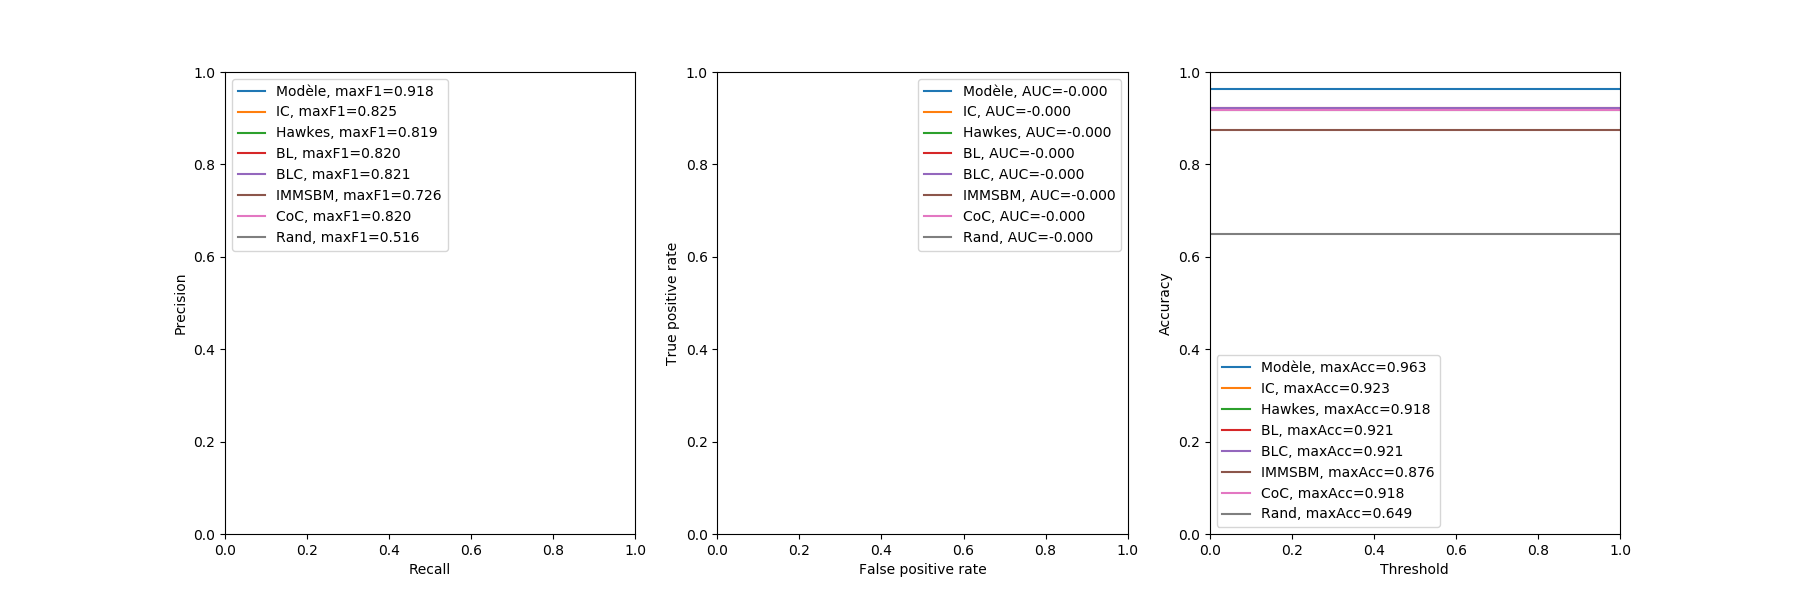 1.0
0.8
0.6
0.4
0.2
0.0
Precision
Modèle, maxF1=0.918
IC, maxF1=0.825
Hawkes, maxF1=0.819
BL, maxF1=0.820
BLC, maxF1=0.821
IMMSBM, maxF1=0.726
CoC, maxF1=0.820
Rand, maxF1=0.516
0.0 0.2 0.4 0.6 0.8 1.0
Recall
1.0
0.8
0.6
0.4
0.2
0.0
True positive rate
Modèle, AUC=-0.000
IC, AUC=-0.000
Hawkes, AUC=-0.000
BL, AUC=-0.000
BLC, AUC=-0.000
IMMSBM, AUC=-0.000
CoC, AUC=-0.000
Rand, AUC=-0.000
0.0 0.2 0.4 0.6 0.8 1.0
False positive rate
1.0
0.8
0.6
0.4
0.2
0.0
Accuracy
Modèle, maxAcc=0.963
IC, maxAcc=0.923
Hawkes, maxAcc=0.918
BL, maxAcc=0.921
BLC, maxAcc=0.921
IMMSBM, maxAcc=0.876
CoC, maxAcc=0.918
Rand, maxAcc=0.649
0.0 0.2 0.4 0.6 0.8 1.0
Threshold